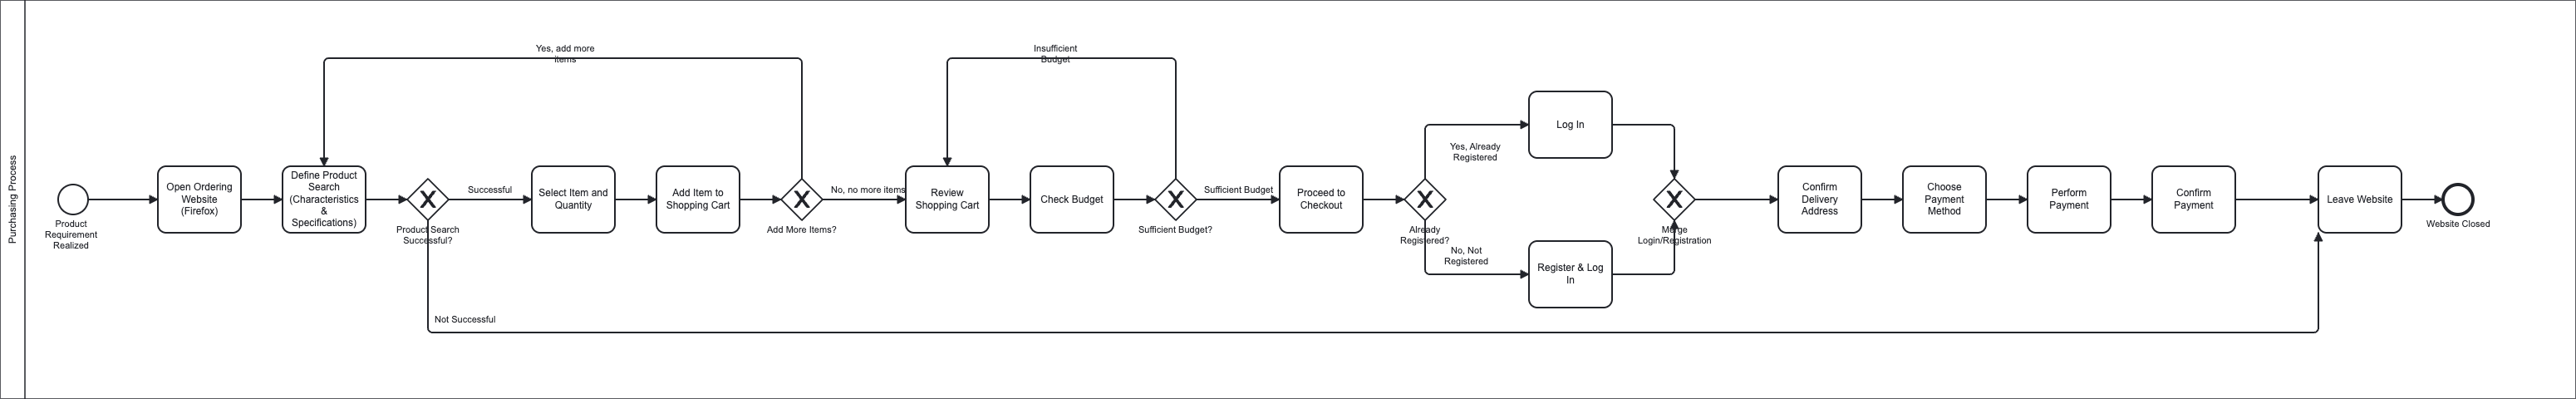 Purchasing Process
Product
Requirement
Realized
Open Ordering
Website
(Firefox)
Define Product
Search
(Characteristics
&
Specifications)
Yes, add more
items
Product Search
Successful?
Successful
Not Successful
Select Item and
Quantity
Add Item to
Shopping Cart
Add More Items?
No, no more items
Review
Shopping Cart
Insufficient
Budget
Check Budget
Sufficient Budget?
Sufficient Budget
Proceed to
Checkout
Already
Registered?
Yes, Already
Registered
No, Not
Registered
Log In
Register & Log
In
Merge
Login/Registration
Confirm
Delivery
Address
Choose
Payment
Method
Perform
Payment
Confirm
Payment
Leave Website
Website Closed